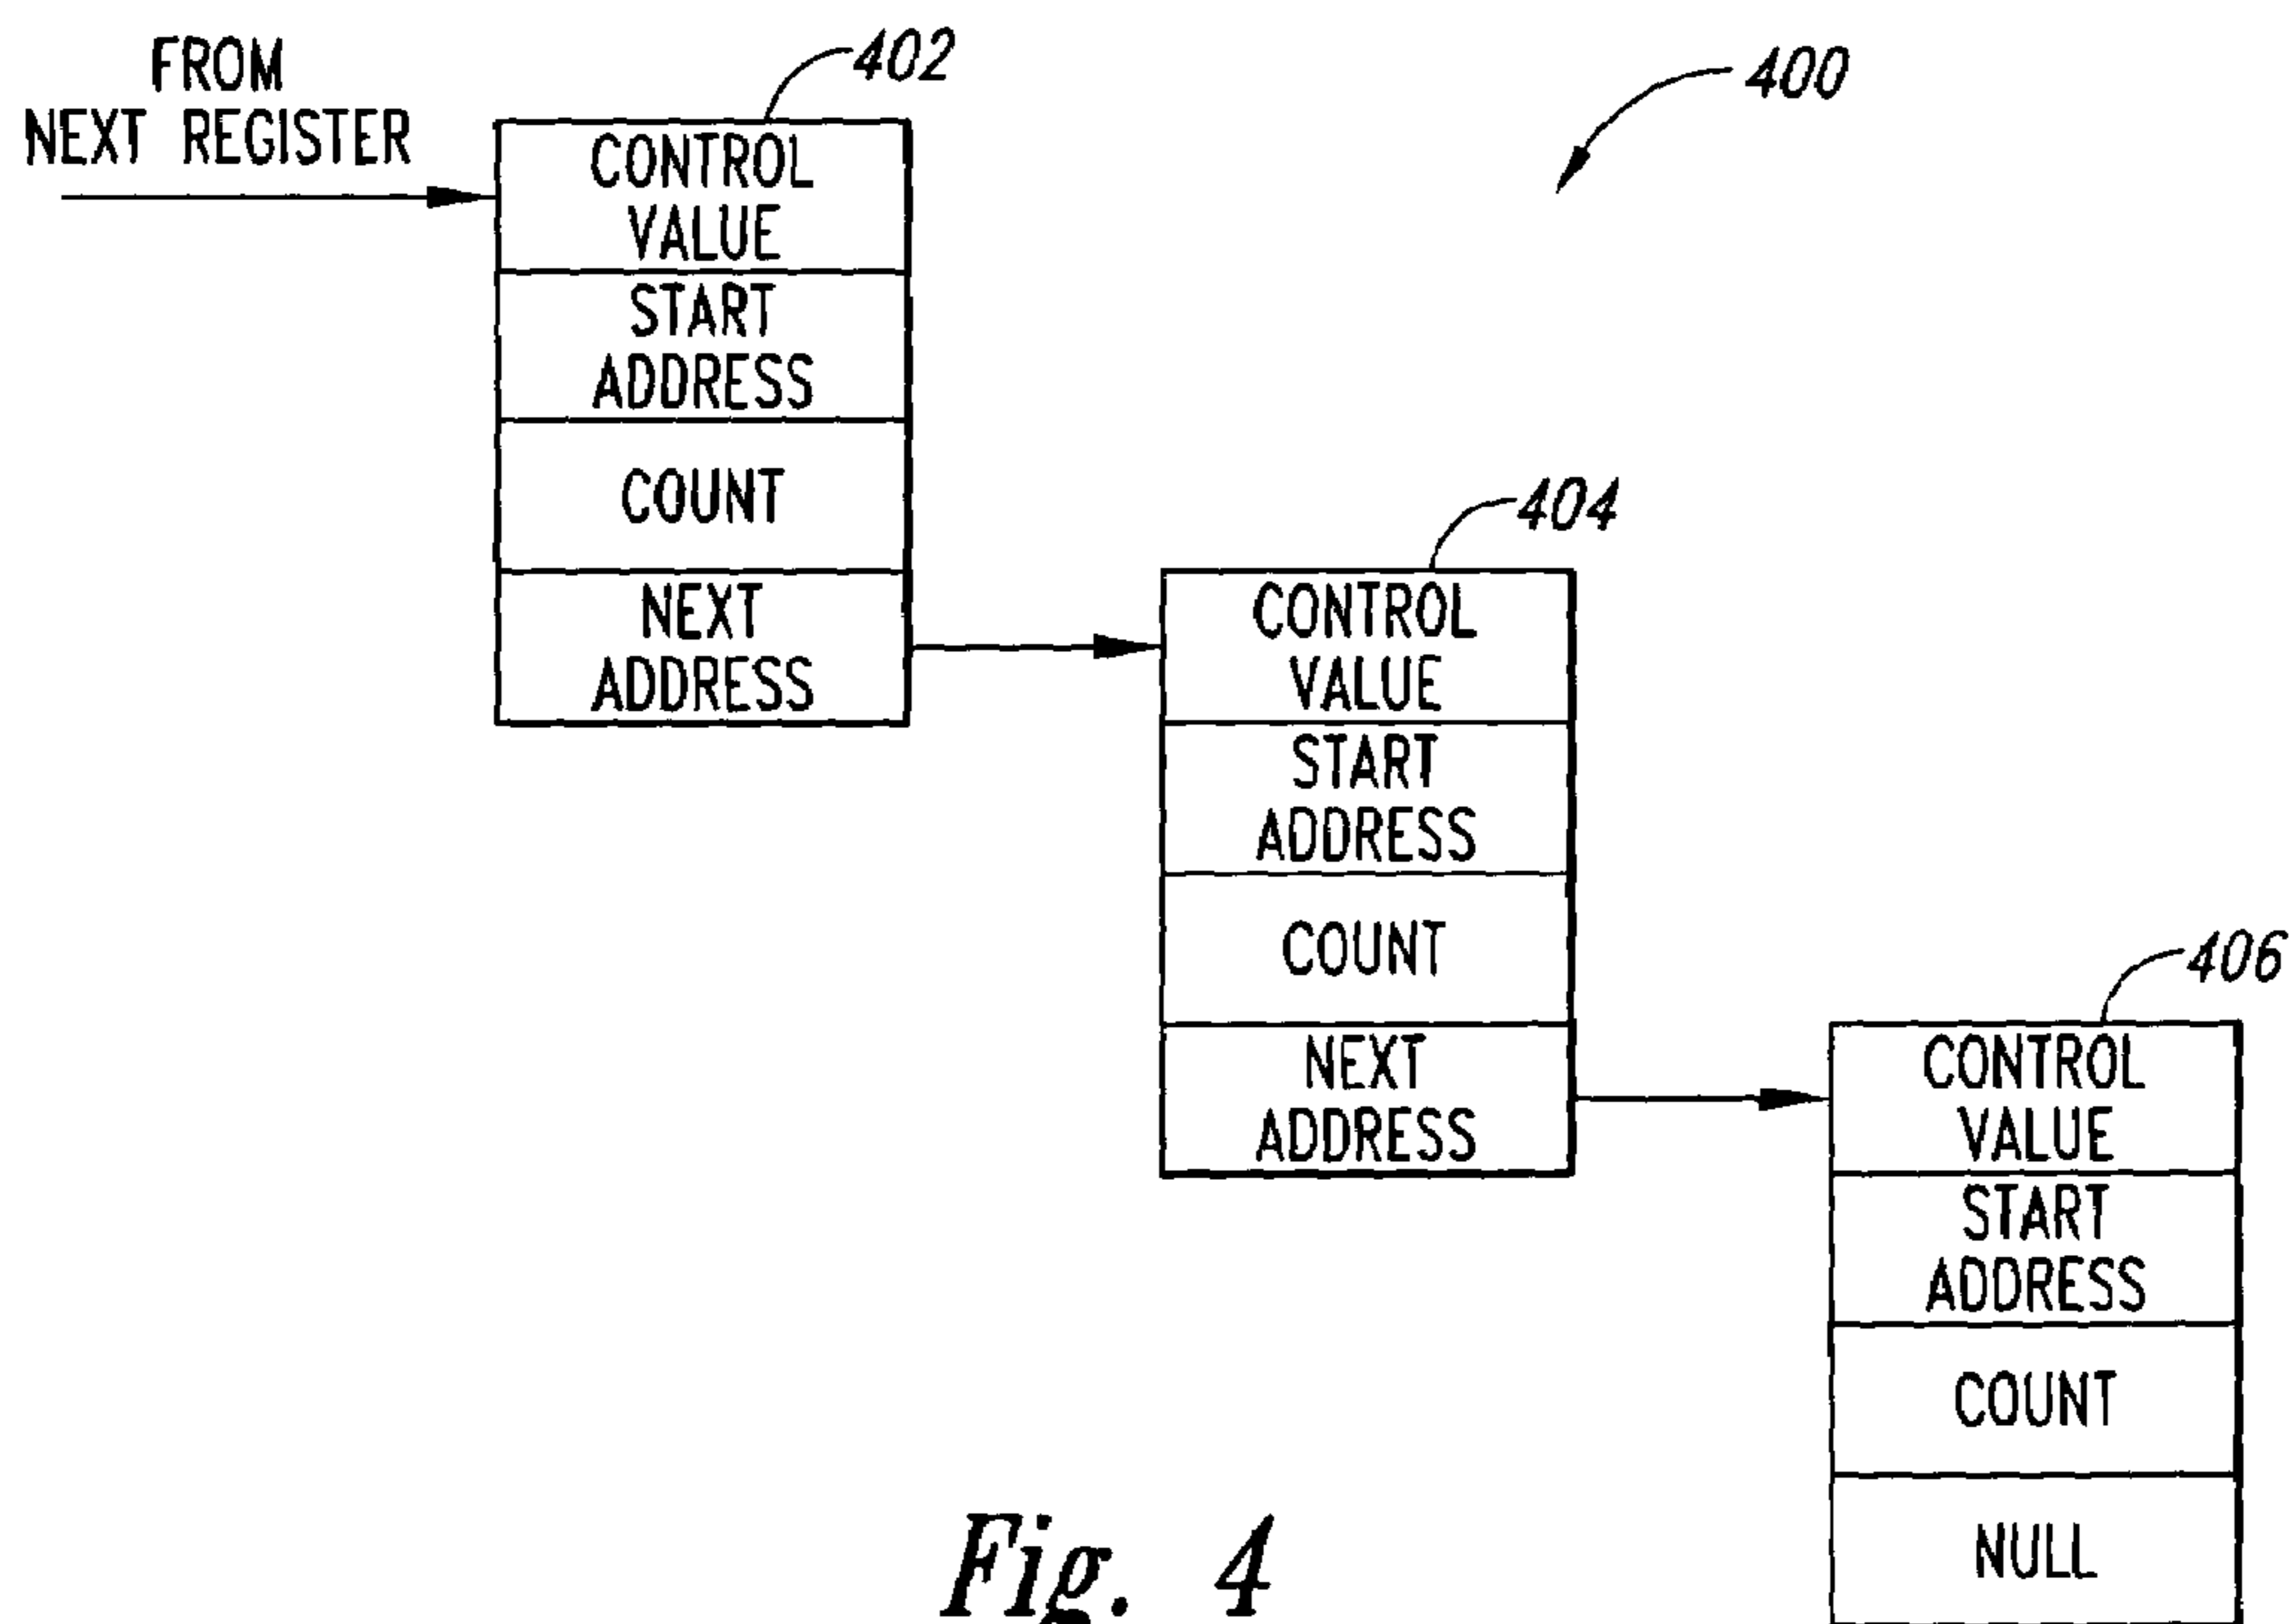 FROM
NEXT REGISTER
402
400
CONTROL
VALUE
START
ADDRESS
COUNT
NEXT
ADDRESS
404
CONTROL
VALUE
START
ADDRESS
COUNT
NEXT
ADDRESS
406
CONTROL
VALUE
START
ADDRESS
COUNT
NULL
Fig. 4